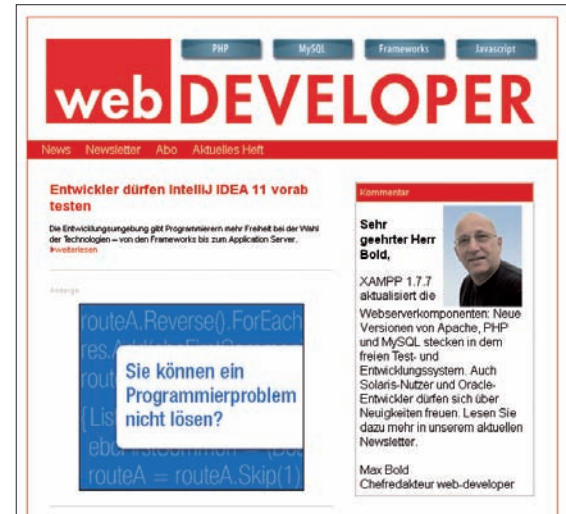 PHP MySQL Frameworks Javascript
web DEVELOPER
News Newsletter Abo Aktuelles Heft
Entwickler dürfen IntelliJ IDEA 11 vorab
testen
Die Entwicklungsumgebung gibt Programmierern mehr Freiheit bei der Wahl
der Technologien – von den Frameworks bis zum Application Server.
weiterlesen
Anzeige
routeA.Reverse().ForEach
res.
rout
Sie können ein
Programmierproblem
nicht lösen?
{List
routeA = routeA.Skip(1)
Kommentar
Sehr
geehrter Herr
Bold,
XAMPP 1.7.7
aktualisiert die
Webserverkomponenten: Neue
Versionen von Apache, PHP
und MySQL stecken in dem
freien Test- und
Entwicklungssystem. Auch
Solaris-Nutzer und Oracle-
Entwickler dürfen sich über
Neuigkeiten freuen. Lesen Sie
dazu mehr in unserem aktuellen
Newsletter.
Max Bold
Chefredakteur web-developer